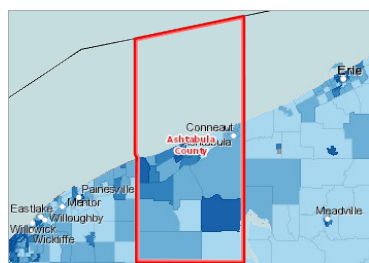 Erie
Conneaut
Ashtabula
County
Painesville
Mentor
Eastlake
Willoughby
Willowick
Wickliffe
Meadville